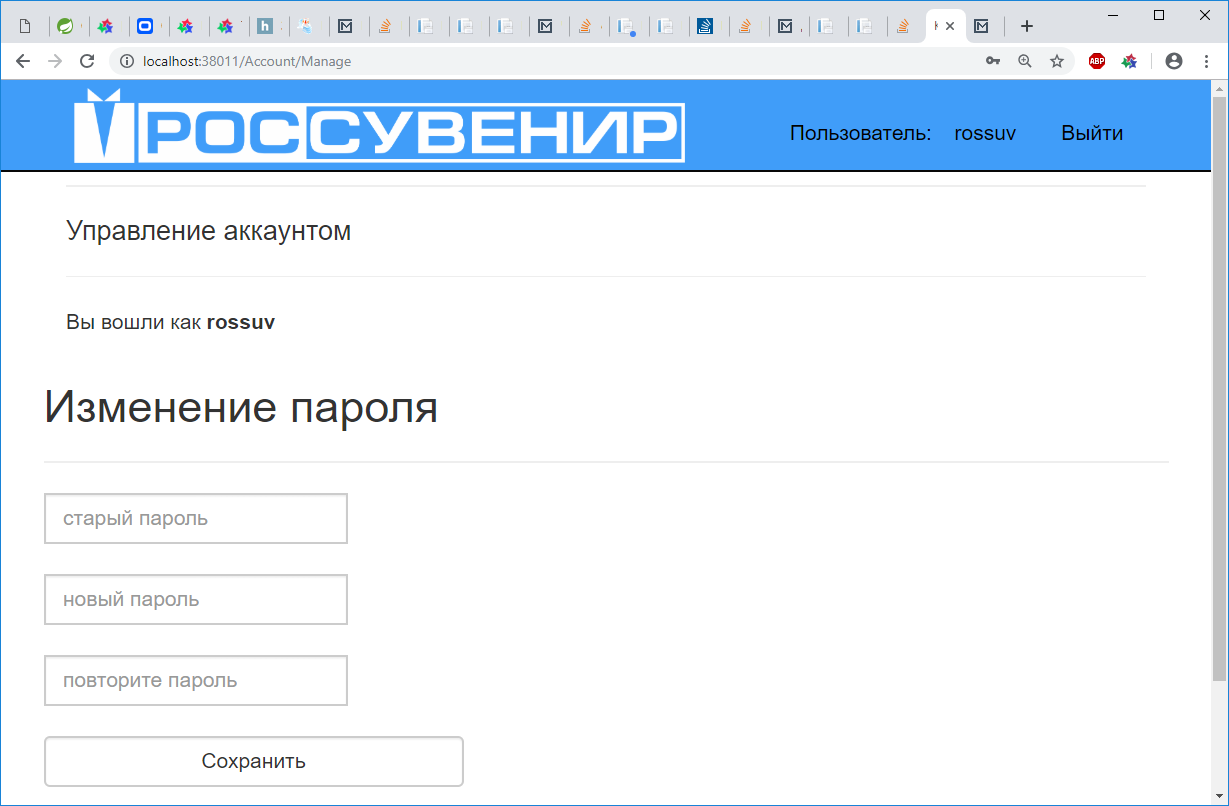 localhost:38011/Account/Manage
ABP
РОССУВЕНИР
Пользователь: rossuv Выйти
Управление аккаунтом
Вы вошли как rossuv
Изменение пароля
старый пароль
новый пароль
повторите пароль
Сохранить